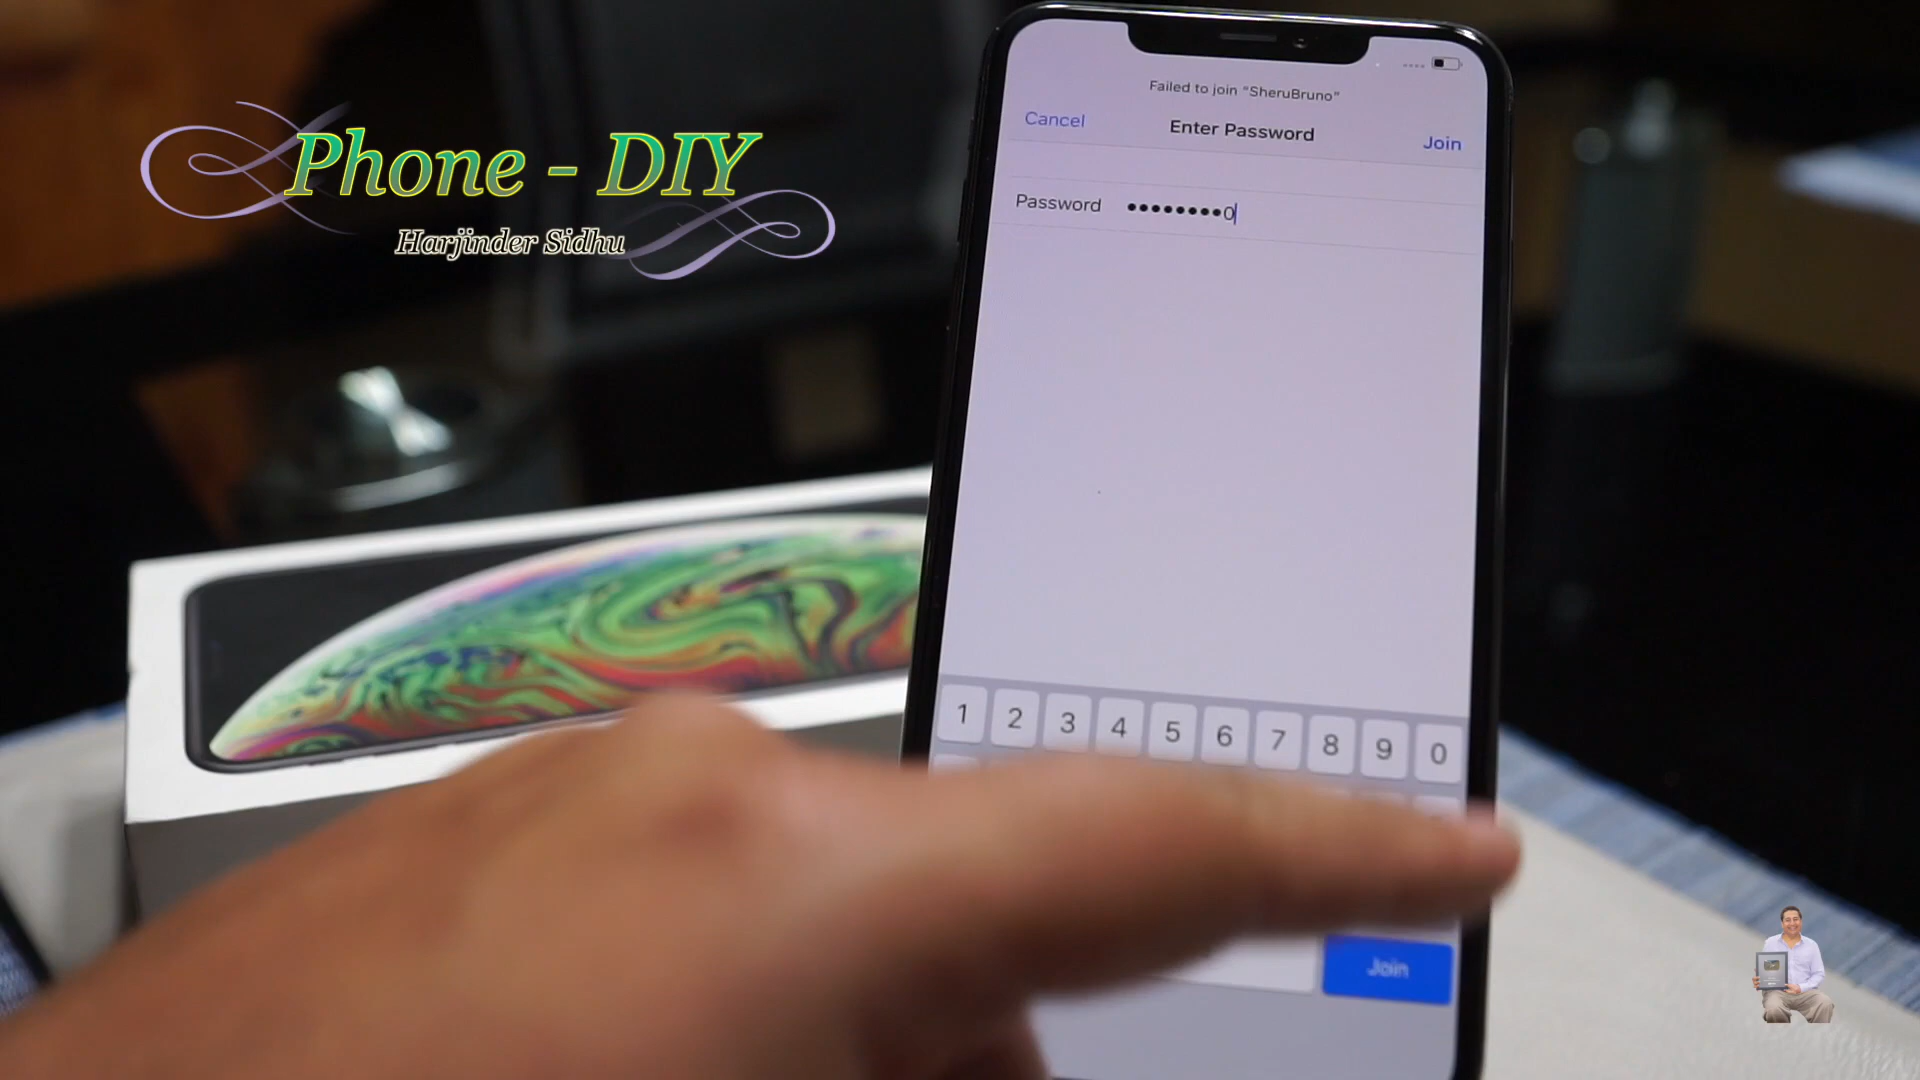 Phone - DIY
Harjinder Sidhu
Failed to join “SheruBruno”
Cancel
Enter Password
Join
Password ••••••••0
1 2 3 4 5 6 7 8 9 0
Join